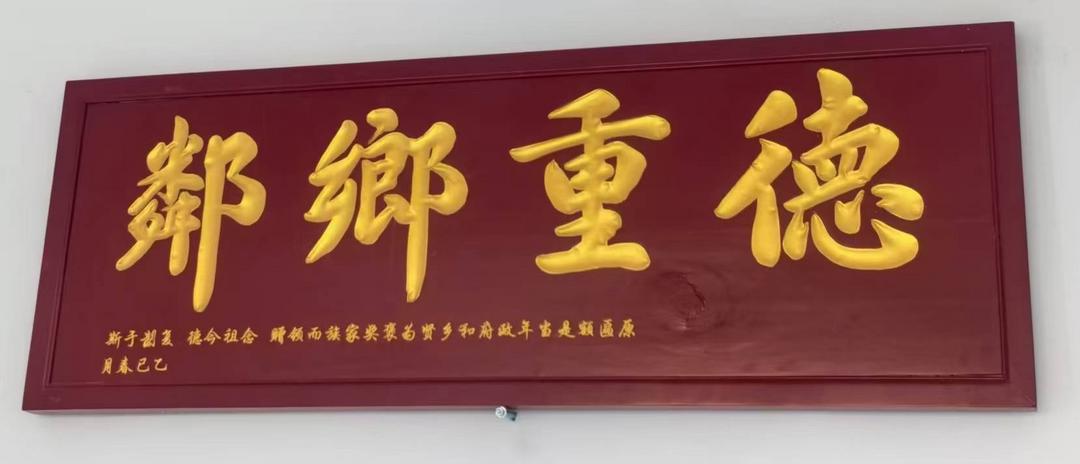 德重鄉鄰
原匾额是当年政府和乡贤为褒奖家族而颁赠 念祖令德 复制于斯
乙巳春月